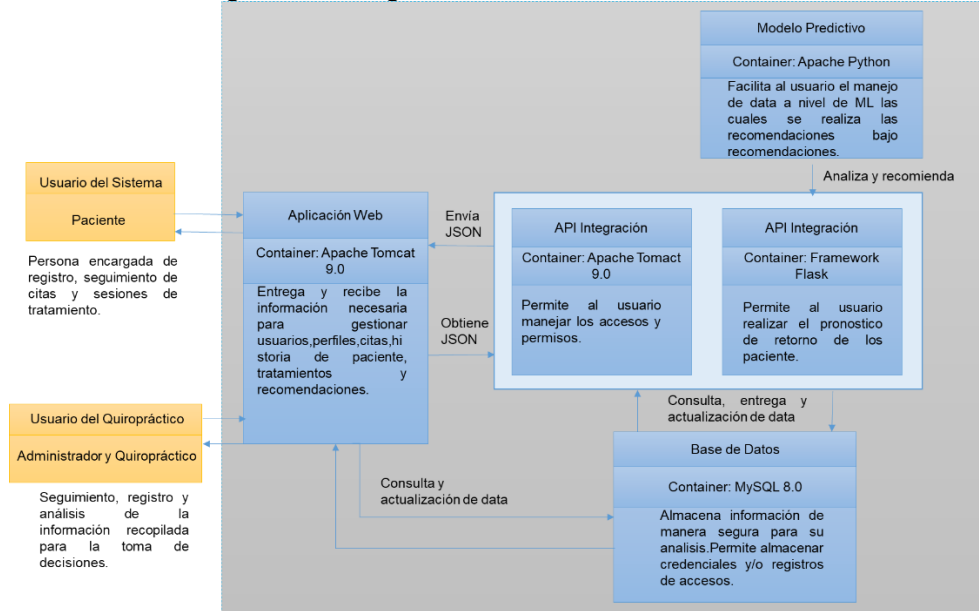 Modelo Predictivo
Container: Apache Python
Facilita al usuario el manejo
de data a nivel de ML las
cuales se realiza las
recomendaciones bajo
recomendaciones.
Analiza y recomienda
Usuario del Sistema
Paciente
Persona encargada de
registro, seguimiento de
citas y sesiones de
tratamiento.
Aplicación Web
Container: Apache Tomcat
9.0
Entrega y recibe la
información necesaria
para gestionar
usuarios,perfiles,citas,hi
storia de paciente,
tratamientos y
recomendaciones.
Envía
JSON
Obtiene
JSON
API Integración
Container: Apache Tomact
9.0
Permite al usuario
manejar los accesos y
permisos.
API Integración
Container: Framework
Flask
Permite al usuario
realizar el pronostico
de retorno de los
paciente.
Consulta, entrega y
actualización de data
Usuario del Quiropráctico
Administrador y Quiropráctico
Seguimiento, registro y
análisis de la
información recopilada
para la toma de
decisiones.
Consulta y
actualización de data
Base de Datos
Container: MySQL 8.0
Almacena información de
manera segura para su
analisis.Permite almacenar
credenciales y/o registros
de accesos.